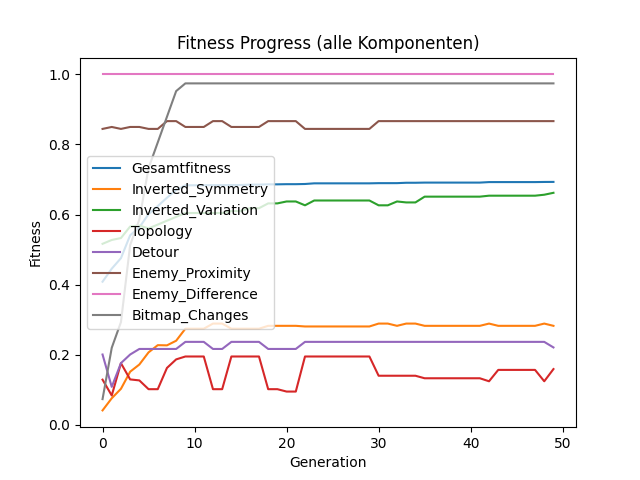 Fitness Progress (alle Komponenten)
1.0
0.8
0.6
0.4
0.2
0.0
Fitness
Gesamtfitness
Inverted_Symmetry
Inverted_Variation
Topology
Detour
Enemy_Proximity
Enemy_Difference
Bitmap_Changes
0 10 20 30 40 50
Generation